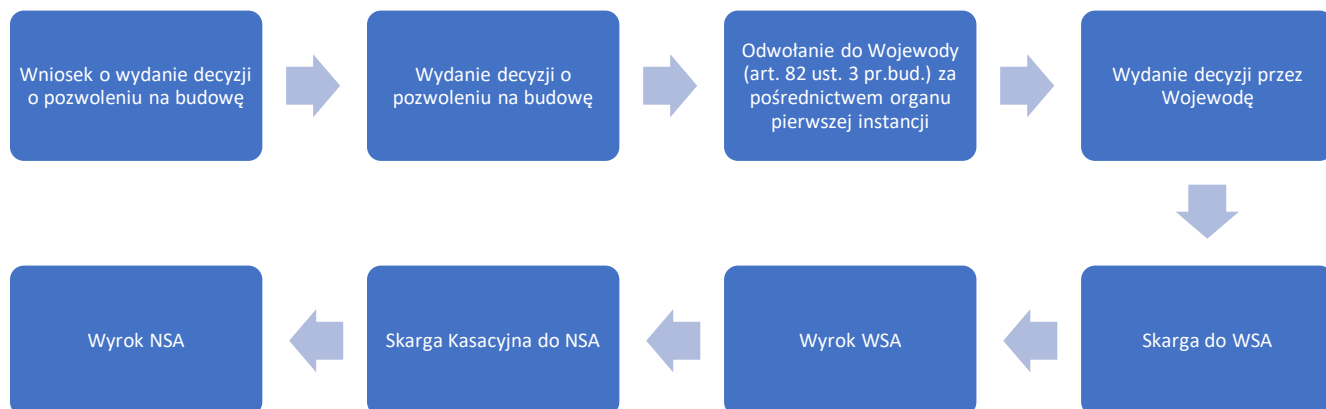 Wniosek o wydanie decyzji
o pozwoleniu na budowę
Wydanie decyzji o
pozwoleniu na budowę
Odwołanie do Wojewody
(art. 82 ust. 3 pr.bud.) za
pośrednictwem organu
pierwszej instancji
Wydanie decyzji przez
Wojewodę
Skarga do WSA
Wyrok WSA
Skarga Kasacyjna do NSA
Wyrok NSA